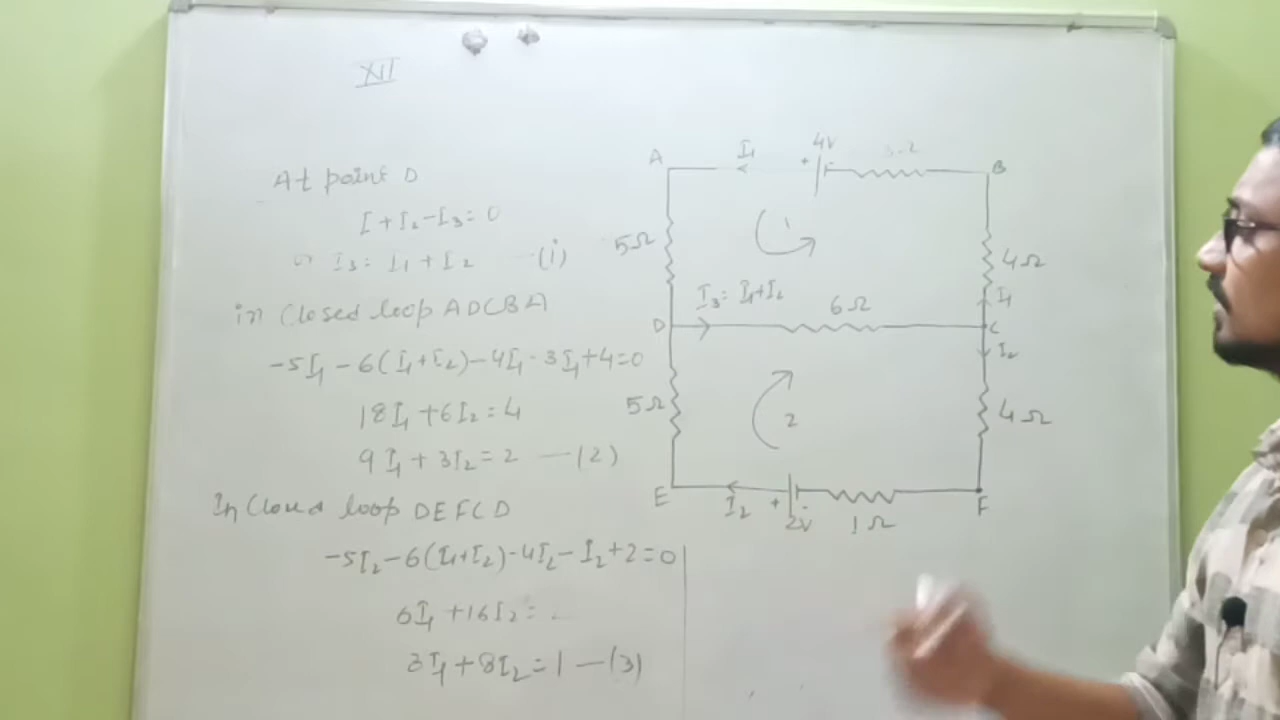 XII
At point D
I + I2 - I3 = 0
or I3 = I1 + I2 —(i)
in Closed loop ADCBA
-5I1 - 6(I1+I2) - 4I1 - 3I1 + 4 = 0
18I1 + 6I2 = 4
9I1 + 3I2 = 2 —(2)
In Closed loop DEFCD
-5I2 - 6(I1+I2) - 4I2 - I2 + 2 = 0
6I1 + 16I2 =
3I1 + 8I2 = 1 —(3)
A
I1
+
4V
3Ω
B
5Ω
1
4Ω
I3 = I1+I2
6Ω
I1
D
C
I2
5Ω
2
4Ω
E
I2
+
-
2V
1Ω
F